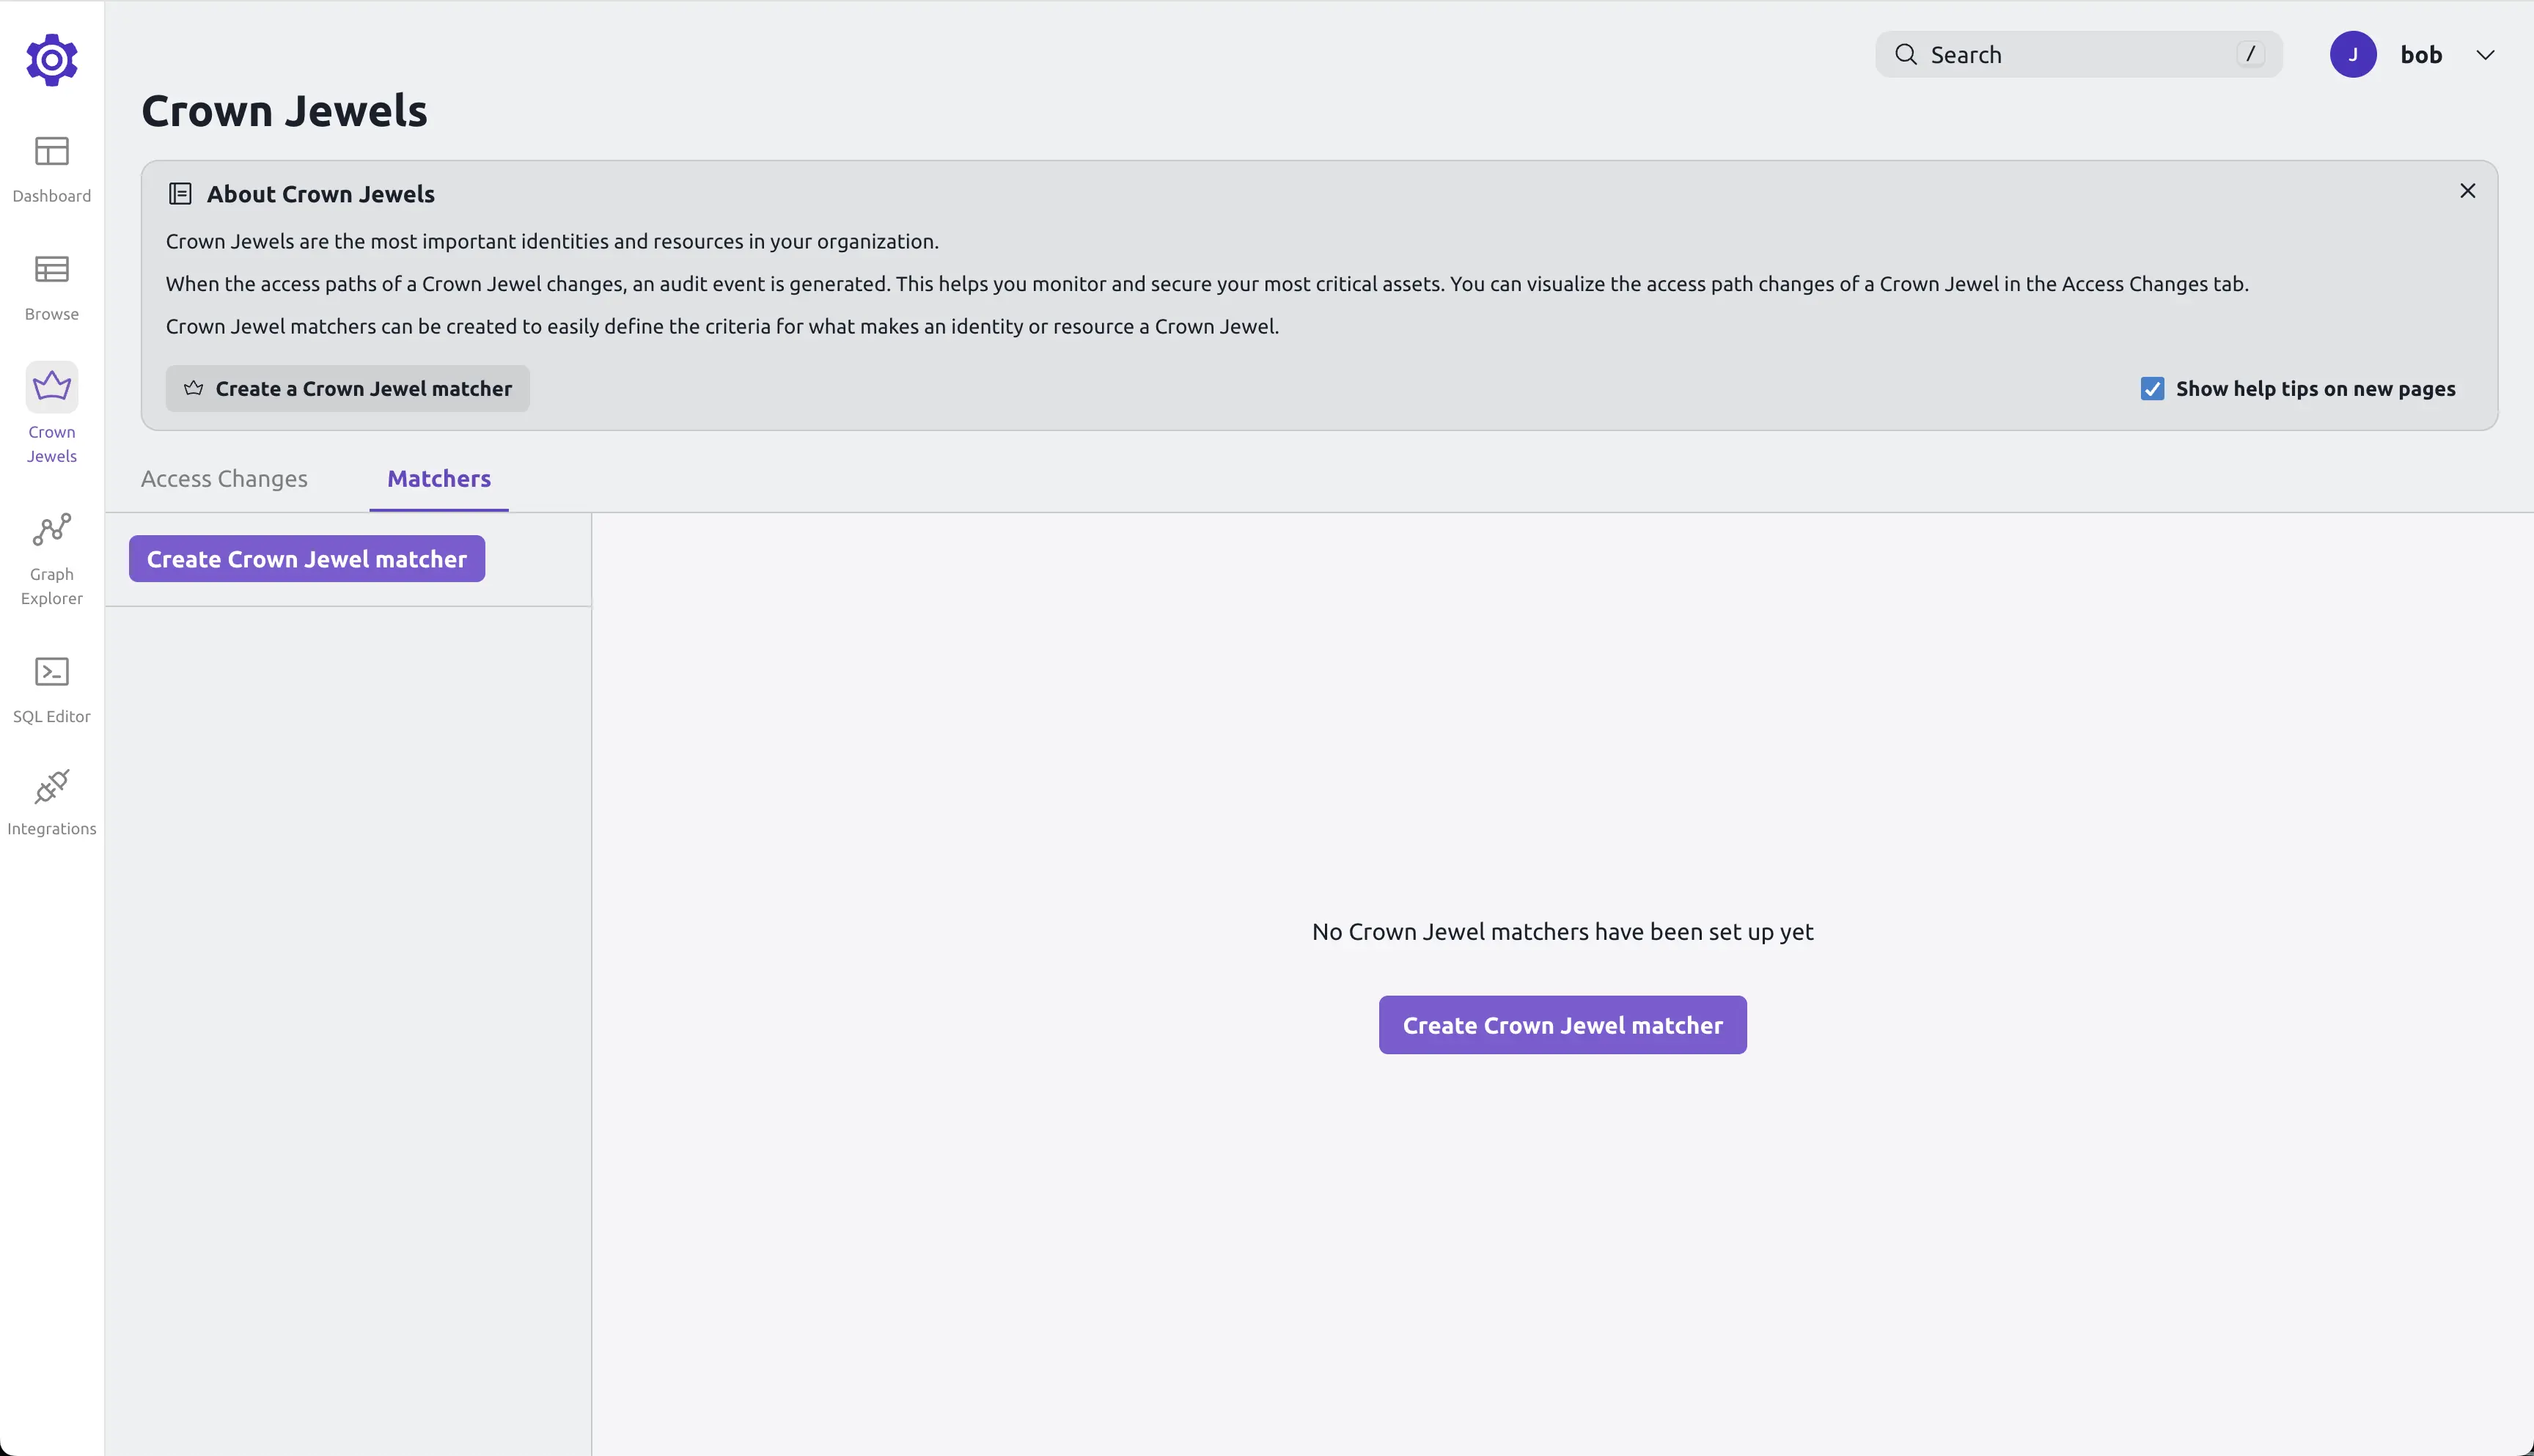 Search
/
J
bob
Dashboard
Browse
Crown
Jewels
Graph
Explorer
SQL Editor
Integrations
Crown Jewels
About Crown Jewels
Crown Jewels are the most important identities and resources in your organization.
When the access paths of a Crown Jewel changes, an audit event is generated. This helps you monitor and secure your most critical assets. You can visualize the access path changes of a Crown Jewel in the Access Changes tab.
Crown Jewel matchers can be created to easily define the criteria for what makes an identity or resource a Crown Jewel.
Create a Crown Jewel matcher
Show help tips on new pages
Access Changes
Matchers
Create Crown Jewel matcher
No Crown Jewel matchers have been set up yet
Create Crown Jewel matcher